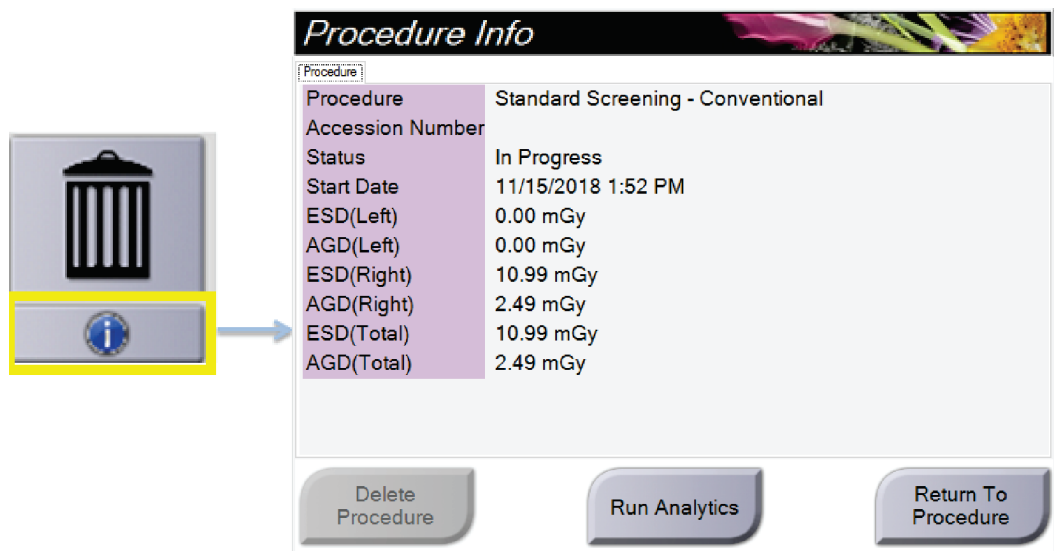 Procedure Info
Procedure
Procedure Standard Screening - Conventional
Accession Number
Status In Progress
Start Date 11/15/2018 1:52 PM
ESD(Left) 0.00 mGy
AGD(Left) 0.00 mGy
ESD(Right) 10.99 mGy
AGD(Right) 2.49 mGy
ESD(Total) 10.99 mGy
AGD(Total) 2.49 mGy
Delete
Procedure
Run Analytics
Return To
Procedure